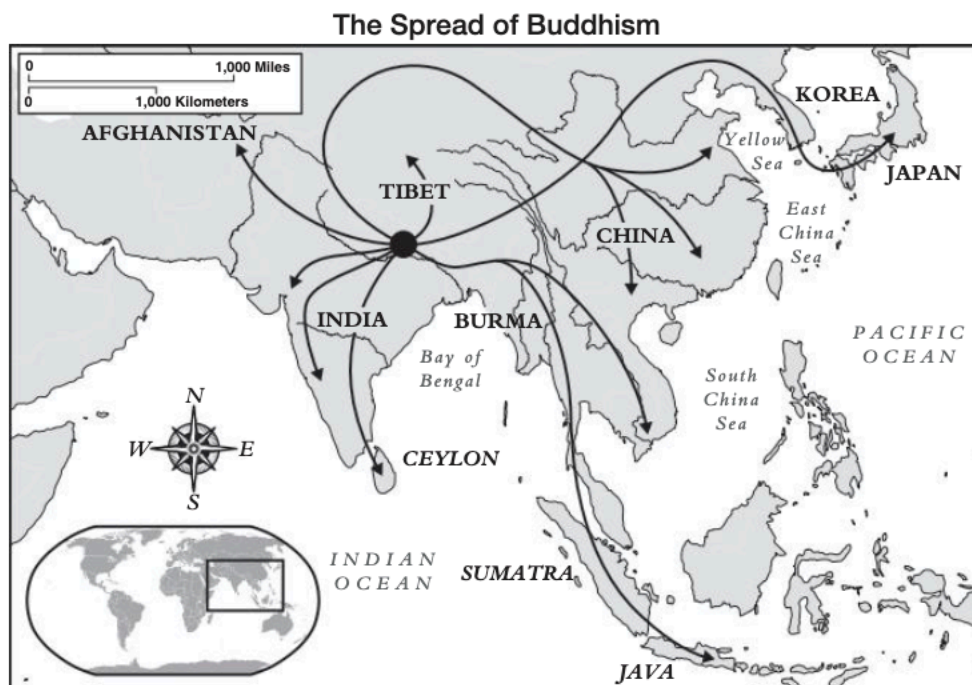 The Spread of Buddhism
0 1,000 Miles
0 1,000 Kilometers
AFGHANISTAN
TIBET
KOREA
Yellow
Sea
JAPAN
East
China
Sea
CHINA
INDIA
BURMA
Bay of
Bengal
PACIFIC
OCEAN
South
China
Sea
N
W E
S
CEYLON
INDIAN
OCEAN
SUMATRA
JAVA